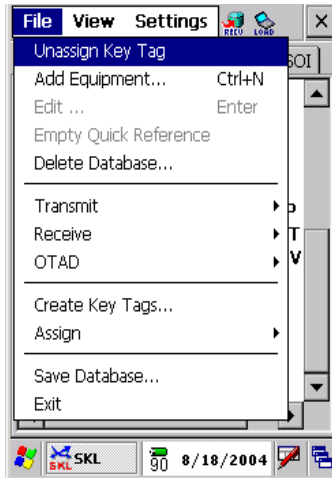 File View Settings RECV LOAD ×
Unassign Key Tag
SOI
Add Equipment... Ctrl+N
Edit ... Enter
Empty Quick Reference
Delete Database...
Transmit
Receive T
OTAD V
Create Key Tags...
Assign
Save Database...
Exit
SKL SKL 90 8/18/2004